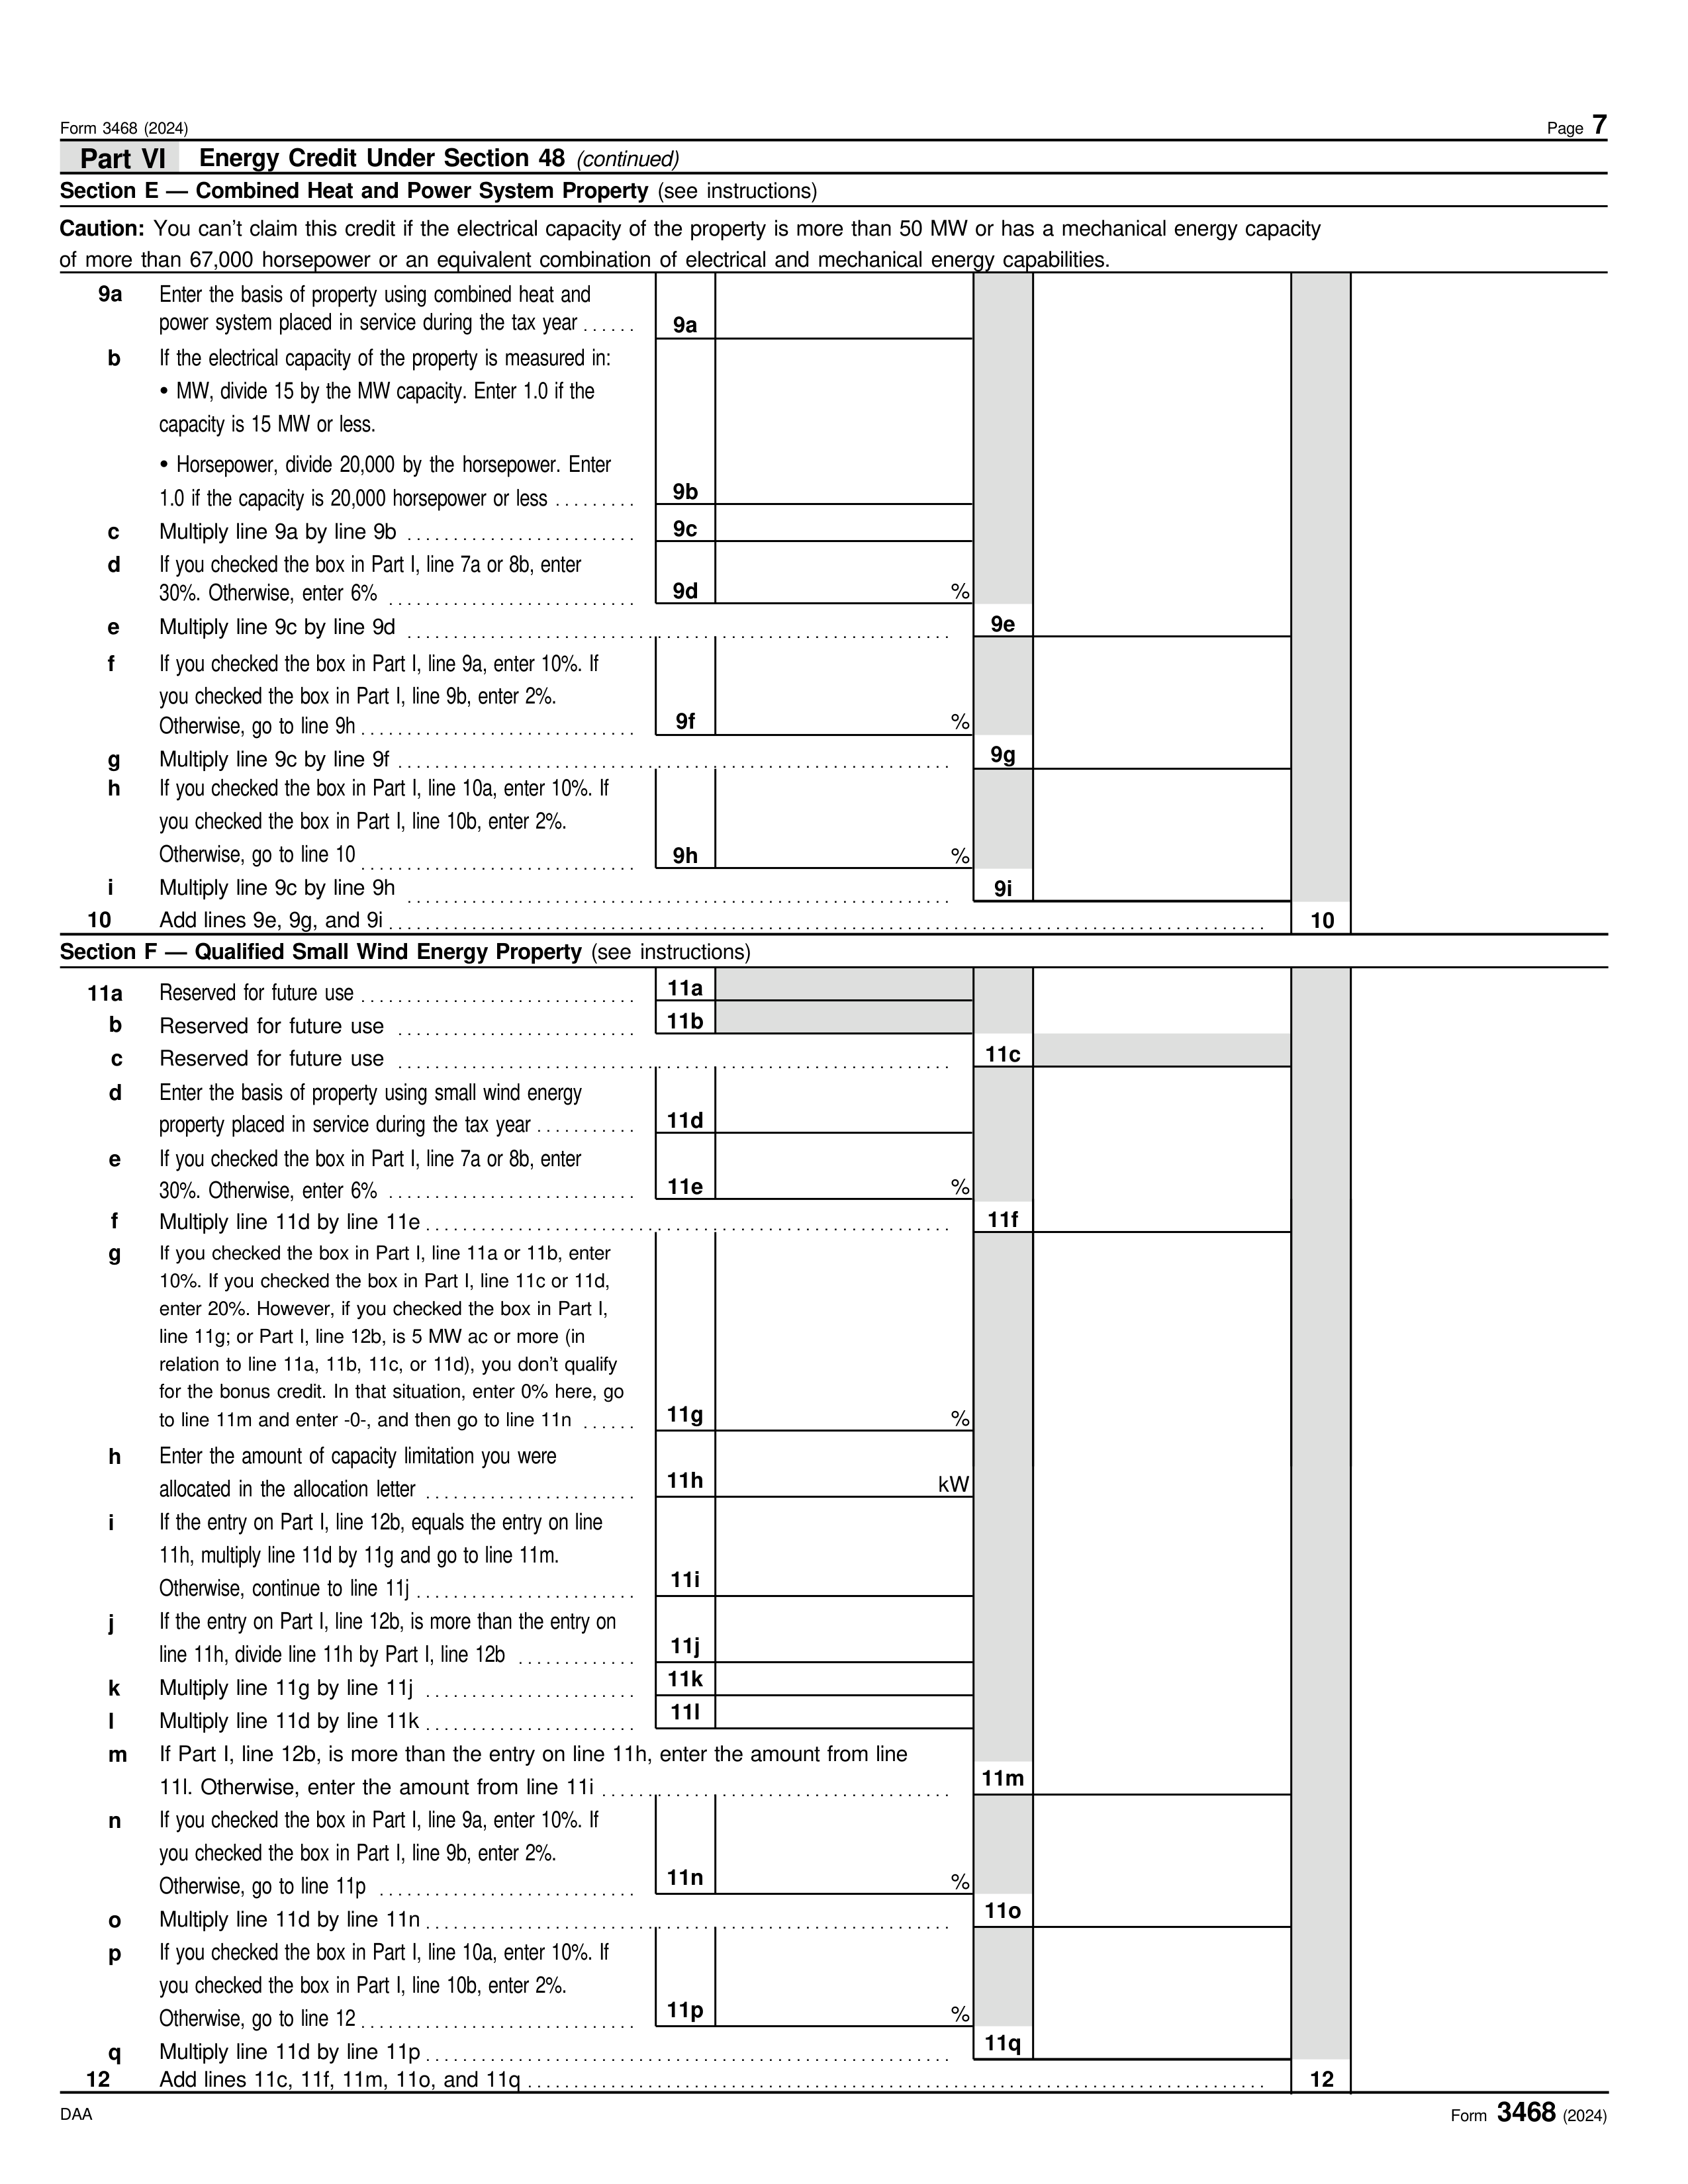 Form 3468 (2024) Page 7
Part VI Energy Credit Under Section 48 (continued)
Section E — Combined Heat and Power System Property (see instructions)
Caution: You can't claim this credit if the electrical capacity of the property is more than 50 MW or has a mechanical energy capacity
of more than 67,000 horsepower or an equivalent combination of electrical and mechanical energy capabilities.
9a Enter the basis of property using combined heat and
power system placed in service during the tax year ...... 9a
b If the electrical capacity of the property is measured in:
• MW, divide 15 by the MW capacity. Enter 1.0 if the
capacity is 15 MW or less.
• Horsepower, divide 20,000 by the horsepower. Enter
1.0 if the capacity is 20,000 horsepower or less ......... 9b
c Multiply line 9a by line 9b ......................... 9c
d If you checked the box in Part I, line 7a or 8b, enter
30%. Otherwise, enter 6% ........................... 9d %
e Multiply line 9c by line 9d ........................... 9e
f If you checked the box in Part I, line 9a, enter 10%. If
you checked the box in Part I, line 9b, enter 2%.
Otherwise, go to line 9h ........................... 9f %
g Multiply line 9c by line 9f ........................... 9g
h If you checked the box in Part I, line 10a, enter 10%. If
you checked the box in Part I, line 10b, enter 2%.
Otherwise, go to line 10 ........................... 9h %
i Multiply line 9c by line 9h ........................... 9i
10 Add lines 9e, 9g, and 9i ........................... 10
Section F — Qualified Small Wind Energy Property (see instructions)
11a Reserved for future use ........................... 11a
b Reserved for future use ........................... 11b
c Reserved for future use ........................... 11c
d Enter the basis of property using small wind energy
property placed in service during the tax year ........... 11d
e If you checked the box in Part I, line 7a or 8b, enter
30%. Otherwise, enter 6% ........................... 11e %
f Multiply line 11d by line 11e ........................... 11f
g If you checked the box in Part I, line 11a or 11b, enter
10%. If you checked the box in Part I, line 11c or 11d,
enter 20%. However, if you checked the box in Part I,
line 11g; or Part I, line 12b, is 5 MW ac or more (in
relation to line 11a, 11b, 11c, or 11d), you don't qualify
for the bonus credit. In that situation, enter 0% here, go
to line 11m and enter -0-, and then go to line 11n ...... 11g %
h Enter the amount of capacity limitation you were
allocated in the allocation letter ....................... 11h kW
i If the entry on Part I, line 12b, equals the entry on line
11h, multiply line 11d by 11g and go to line 11m.
Otherwise, continue to line 11j ........................ 11i
j If the entry on Part I, line 12b, is more than the entry on
line 11h, divide line 11h by Part I, line 12b ............. 11j
k Multiply line 11g by line 11j ....................... 11k
l Multiply line 11d by line 11k ....................... 11l
m If Part I, line 12b, is more than the entry on line 11h, enter the amount from line
11l. Otherwise, enter the amount from line 11i ........................... 11m
n If you checked the box in Part I, line 9a, enter 10%. If
you checked the box in Part I, line 9b, enter 2%.
Otherwise, go to line 11p ........................... 11n %
o Multiply line 11d by line 11n ........................... 11o
p If you checked the box in Part I, line 10a, enter 10%. If
you checked the box in Part I, line 10b, enter 2%.
Otherwise, go to line 12 ........................... 11p %
q Multiply line 11d by line 11p ........................... 11q
12 Add lines 11c, 11f, 11m, 11o, and 11q ........................... 12
DAA Form 3468 (2024)